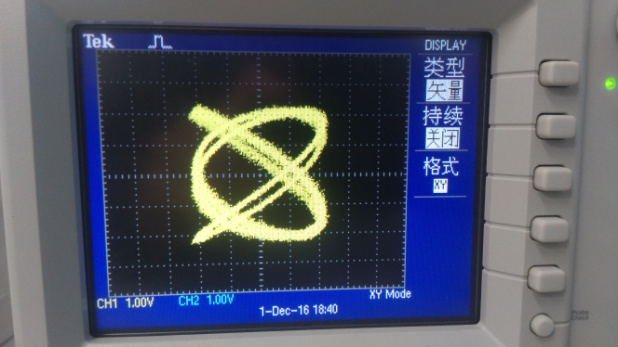 Tek
DISPLAY
类型
矢量
持续
关闭
格式
XY
CH1 1.00V CH2 1.00V XY Mode
1-Dec-16 18:40